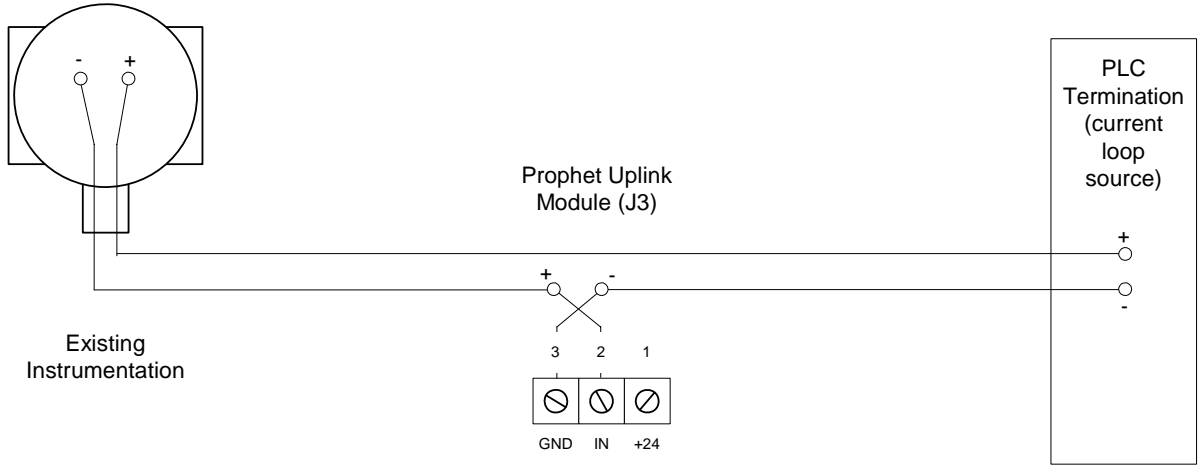 - +
PLC
Termination
(current
loop
source)
Prophet Uplink
Module (J3)
+
+ -
-
Existing
Instrumentation
3 2 1
GND IN +24